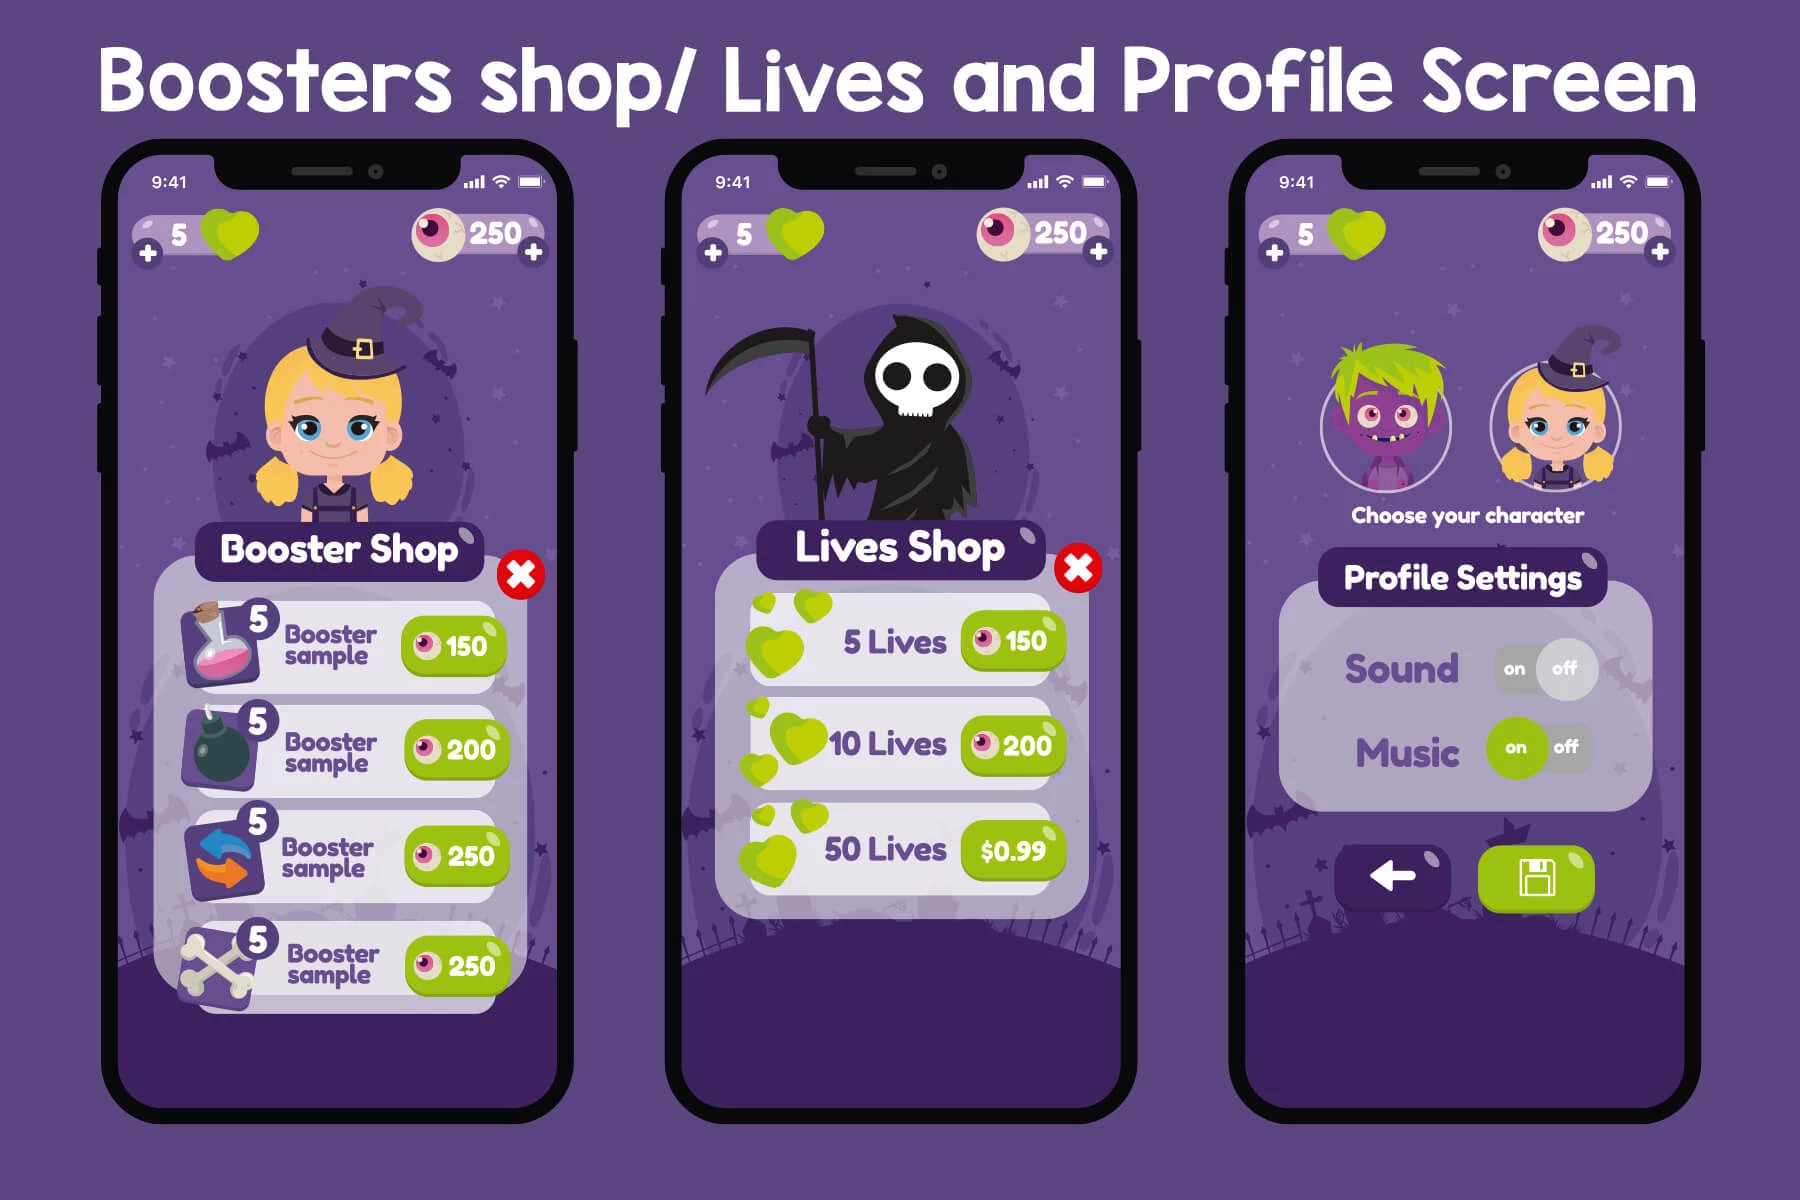 Boosters shop/ Lives and Profile Screen
9:41
5
250
Booster Shop
5
Booster
sample
150
5
Booster
sample
200
5
Booster
sample
250
5
Booster
sample
250
9:41
5
250
Lives Shop
5 Lives
150
10 Lives
200
50 Lives
$0.99
9:41
5
250
Choose your character
Profile Settings
Sound
on off
Music
on off